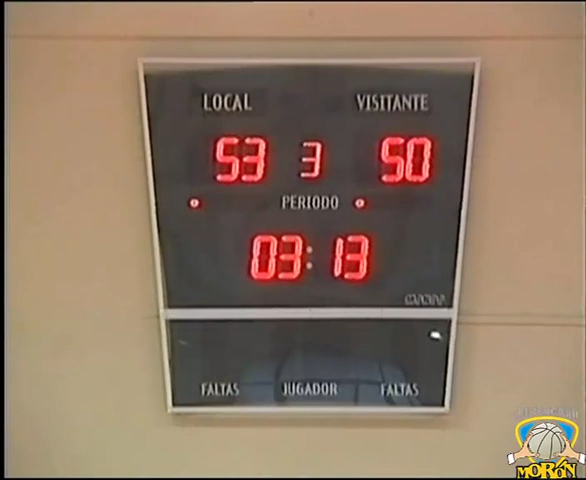 LOCAL VISITANTE
53 3 50
PERIODO
03:13
FALTAS JUGADOR FALTAS
MORÓN